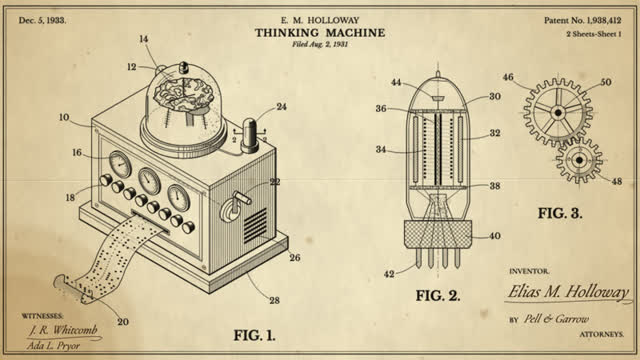 Dec. 5, 1933.
E. M. HOLLOWAY
Patent No. 1,938,412
THINKING MACHINE
Filed Aug. 2, 1931
2 Sheets-Sheet 1
14
12
10
16
18
20
24
2 2
22
26
28
FIG. 1.
44
36
34
30
32
38
40
42
FIG. 2.
46
50
48
FIG. 3.
WITNESSES:
J. R. Whitcomb
Ada L. Pryor
INVENTOR.
Elias M. Holloway
BY Pell & Garrow
ATTORNEYS.